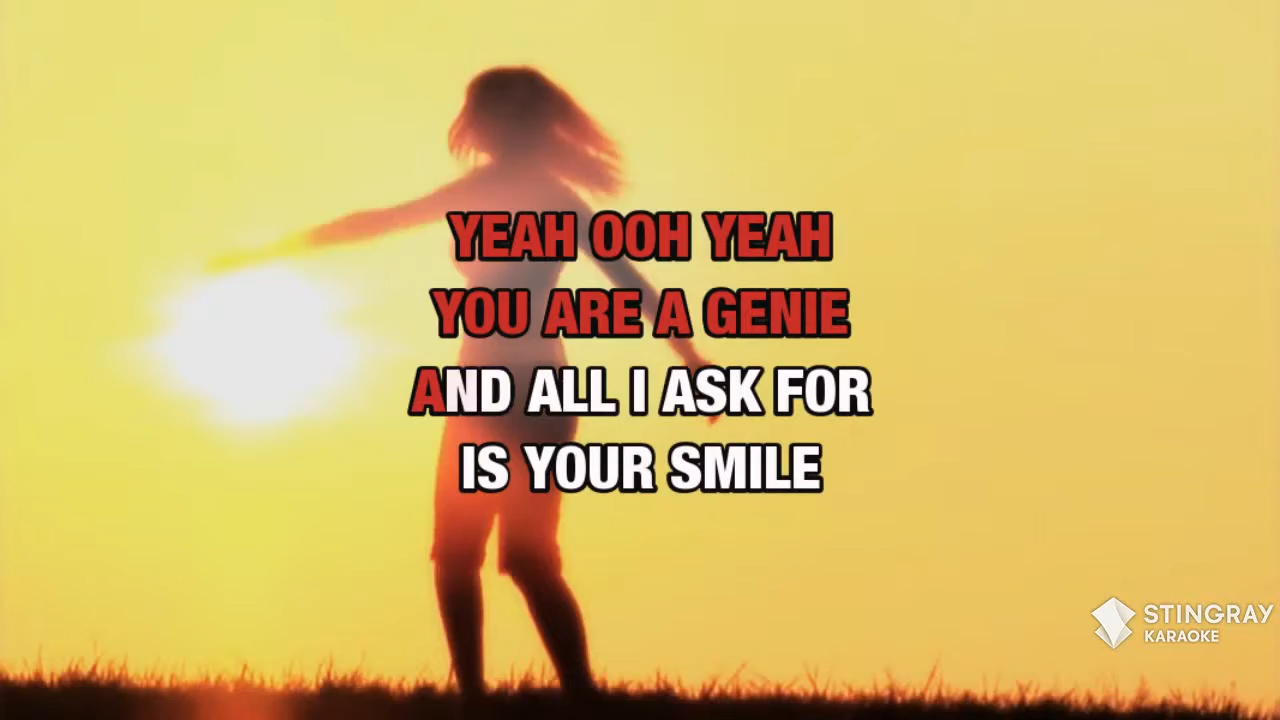 YEAH OOH YEAH
YOU ARE A GENIE
AND ALL I ASK FOR
IS YOUR SMILE
STINGRAY
KARAOKE